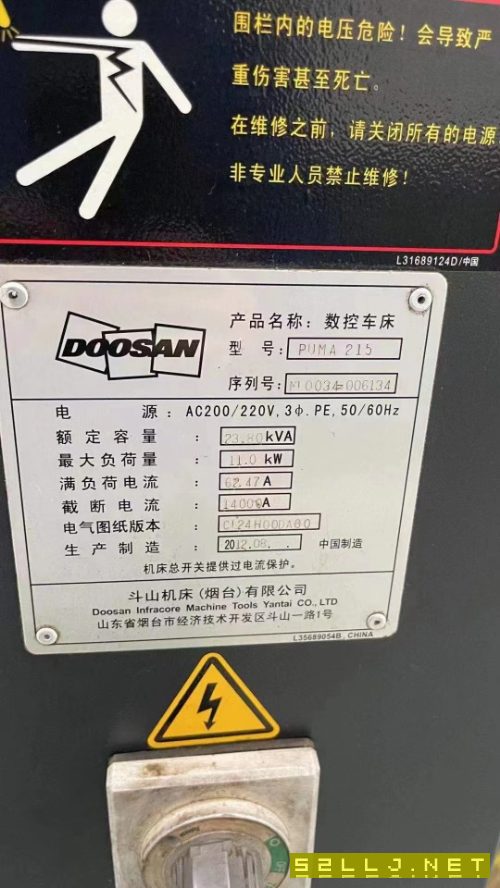 围栏内的电压危险！会导致严
重伤害甚至死亡。
在维修之前，请关闭所有的电源
非专业人员禁止维修！
L31689124D/中国
DOOSAN
产品名称：数控车床
型 号：PUMA 215
序列号：ML0034-006134
电 源：AC200/220V, 3ф. PE, 50/60Hz
额定容量：23.80 kVA
最大负荷量：11.0 kW
满负荷电流：62.47 A
截断电流：14000A
电气图纸版本：
生产制造：2012.08. 中国制造
机床总开关提供过电流保护。
斗山机床(烟台)有限公司
Doosan Infracore Machine Tools Yantai CO., LTD
山东省烟台市经济技术开发区斗山一路1号
L35689054B, CHINA
52LLJ.NET